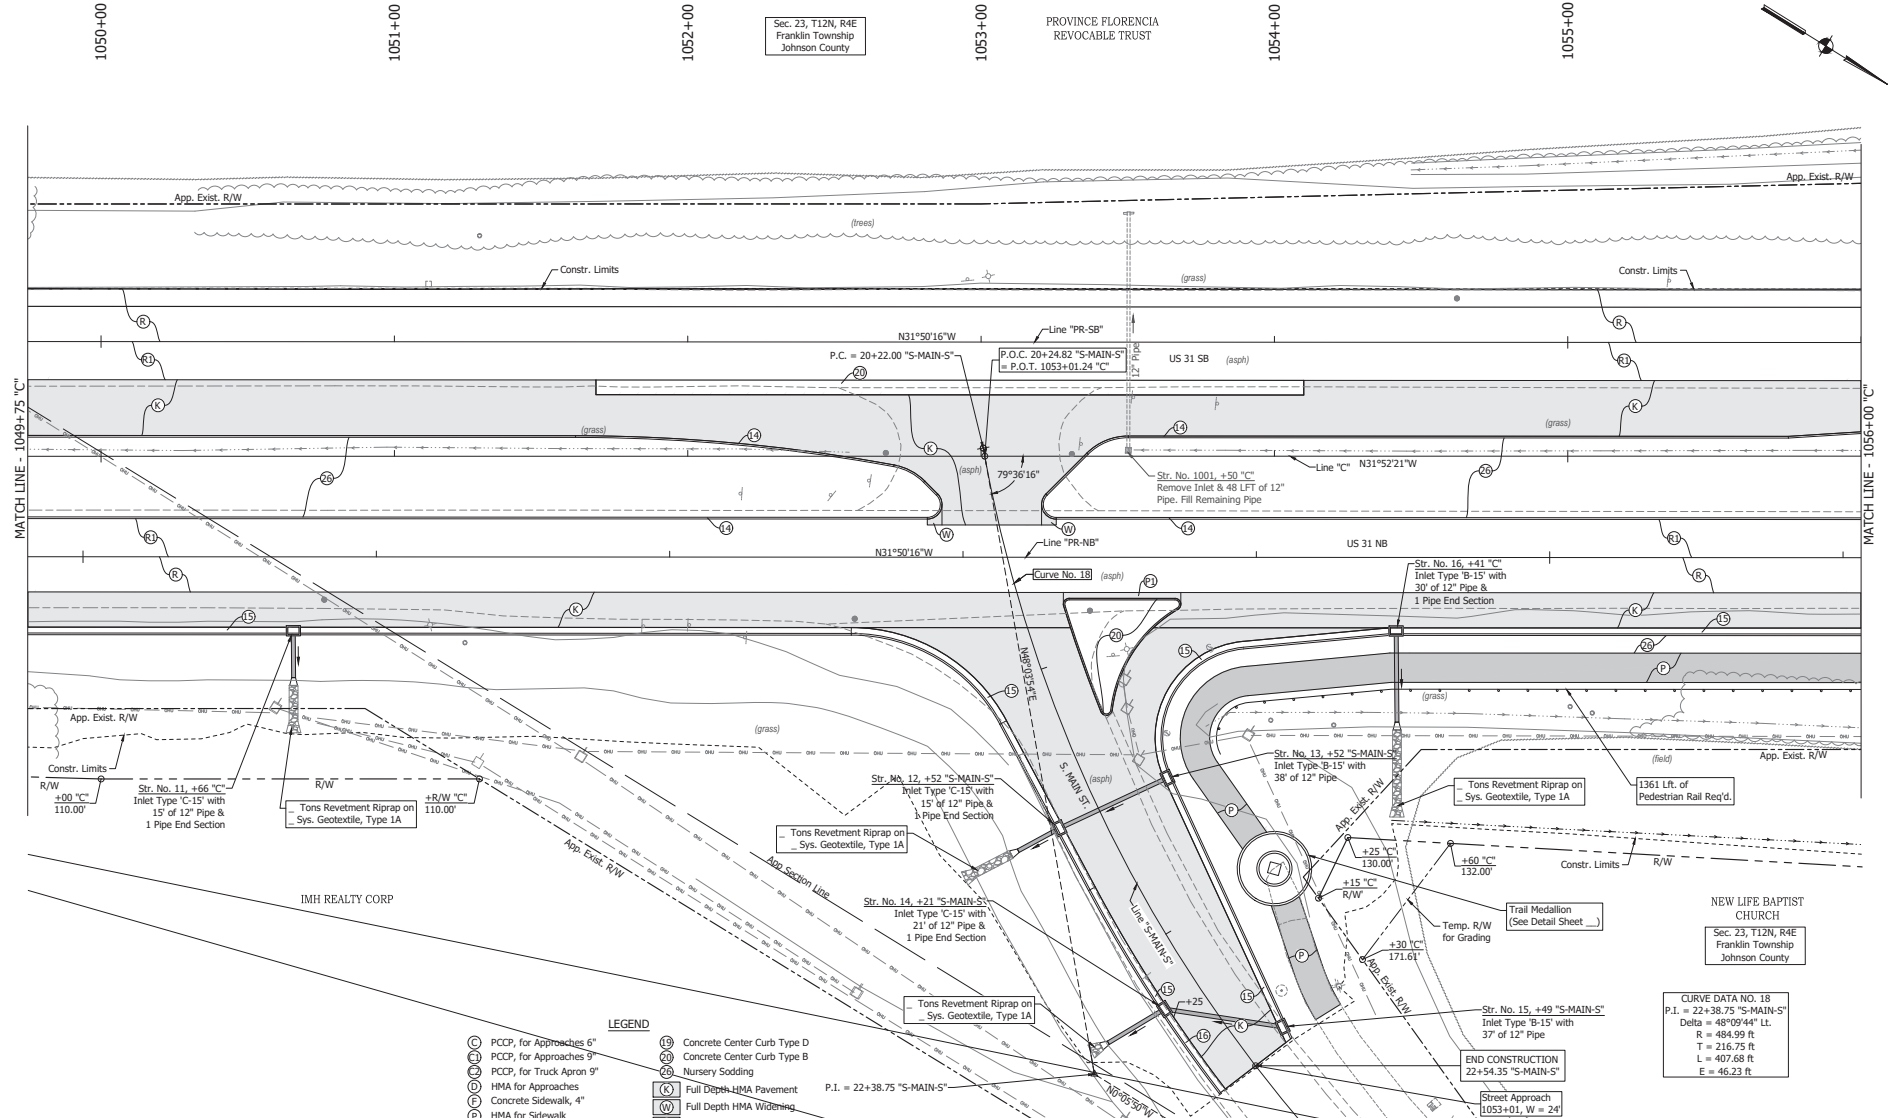 1050+00
1051+00
1052+00
1053+00
1054+00
1055+00
Sec. 23, T12N, R4E
Franklin Township
Johnson County
PROVINCE FLORENCIA
REVOCABLE TRUST
App. Exist. R/W
App. Exist. R/W
(trees)
Constr. Limits
(grass)
Constr. Limits
R
R
N31°50'16"W
Line "PR-SB"
R1
P.C. = 20+22.00 "S-MAIN-S"
P.O.C. 20+24.82 "S-MAIN-S"
= P.O.T. 1053+01.24 "C"
12" Pipe
US 31 SB
(asph)
R1
20
K
K
MATCH LINE - 1049+75 "C"
MATCH LINE - 1056+00 "C"
(grass)
14
14
(grass)
K
(asph)
79°36'16"
Line "C"
N31°52'21"W
26
26
Str. No. 1001, +50 "C"
Remove Inlet & 48 LFT of 12"
Pipe. Fill Remaining Pipe
14
W
W
14
R1
N31°50'16"W
Line "PR-NB"
US 31 NB
R1
R
Curve No. 18
(asph)
P1
Str. No. 16, +41 "C"
Inlet Type 'B-15' with
30' of 12" Pipe &
1 Pipe End Section
R
15
K
K
15
20
15
26
N48°03'54"E
15
P
(grass)
App. Exist. R/W
(grass)
Constr. Limits
R/W
+00 "C"
110.00'
Str. No. 11, +66 "C"
Inlet Type 'C-15' with
15' of 12" Pipe &
1 Pipe End Section
R/W
_ Tons Revetment Riprap on
_ Sys. Geotextile, Type 1A
+R/W "C"
110.00'
Str. No. 12, +52 "S-MAIN-S"
Inlet Type 'C-15' with
15' of 12" Pipe &
1 Pipe End Section
S. MAIN ST.
(asph)
Str. No. 13, +52 "S-MAIN-S"
Inlet Type 'B-15' with
38' of 12" Pipe
(field)
App. Exist. R/W
_ Tons Revetment Riprap on
_ Sys. Geotextile, Type 1A
1361 Lft. of
Pedestrian Rail Req'd.
_ Tons Revetment Riprap on
_ Sys. Geotextile, Type 1A
P
App. Exist. R/W
App. Exist. R/W
App Section Line
+25 "C"
130.00'
+60 "C"
132.00'
Constr. Limits
R/W
+15 "C"
R/W'
IMH REALTY CORP
Str. No. 14, +21 "S-MAIN-S"
Inlet Type 'C-15' with
21' of 12" Pipe &
1 Pipe End Section
Line "S-MAIN-S"
Trail Medallion
(See Detail Sheet __)
Temp. R/W
for Grading
NEW LIFE BAPTIST
CHURCH
Sec. 23, T12N, R4E
Franklin Township
Johnson County
P
+30 "C"
171.61'
App. Exist. R/W
_ Tons Revetment Riprap on
_ Sys. Geotextile, Type 1A
15
+25
15
K
16
Str. No. 15, +49 "S-MAIN-S"
Inlet Type 'B-15' with
37' of 12" Pipe
CURVE DATA NO. 18
P.I. = 22+38.75 "S-MAIN-S"
Delta = 48°09'44" Lt.
R = 484.99 ft
T = 216.75 ft
L = 407.68 ft
E = 46.23 ft
END CONSTRUCTION
22+54.35 "S-MAIN-S"
Street Approach
1053+01, W = 24'
P.I. = 22+38.75 "S-MAIN-S"
N0°05'50"W
LEGEND
C PCCP, for Approaches 6"
C1 PCCP, for Approaches 9"
C2 PCCP, for Truck Apron 9"
D HMA for Approaches
F Concrete Sidewalk, 4"
P HMA for Sidewalk
19 Concrete Center Curb Type D
20 Concrete Center Curb Type B
26 Nursery Sodding
K Full Depth HMA Pavement
W Full Depth HMA Widening